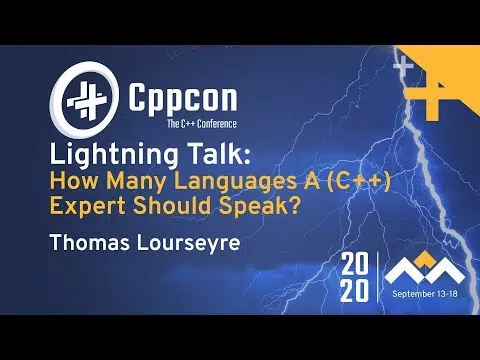 Cppcon
The C++ Conference
Lightning Talk:
How Many Languages A (C++)
Expert Should Speak?
Thomas Lourseyre
20
20
September 13-18